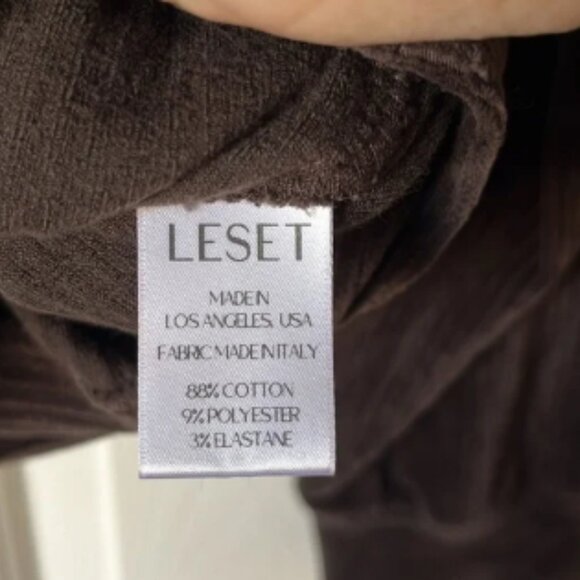 LESET
MADE IN
LOS ANGELES, USA
FABRIC MADE IN ITALY
88% COTTON
9% POLYESTER
3% ELASTANE